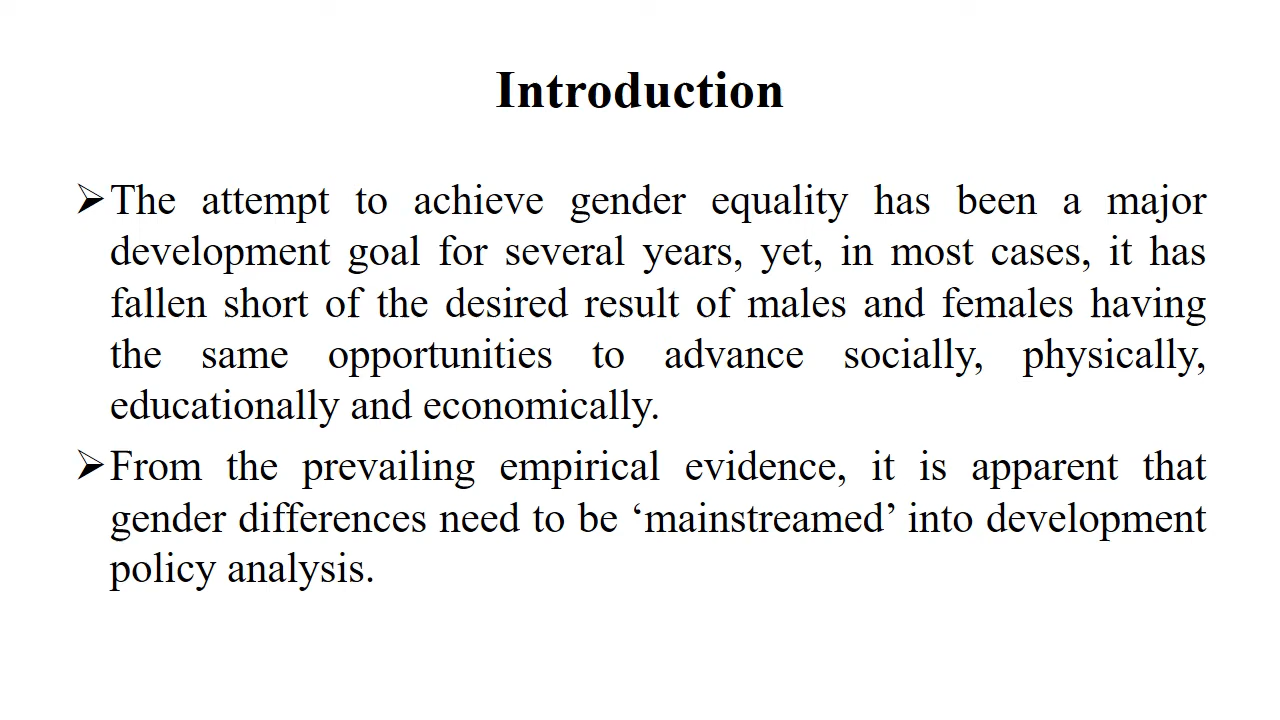 Introduction
➢The attempt to achieve gender equality has been a major
development goal for several years, yet, in most cases, it has
fallen short of the desired result of males and females having
the same opportunities to advance socially, physically,
educationally and economically.
➢From the prevailing empirical evidence, it is apparent that
gender differences need to be ‘mainstreamed’ into development
policy analysis.